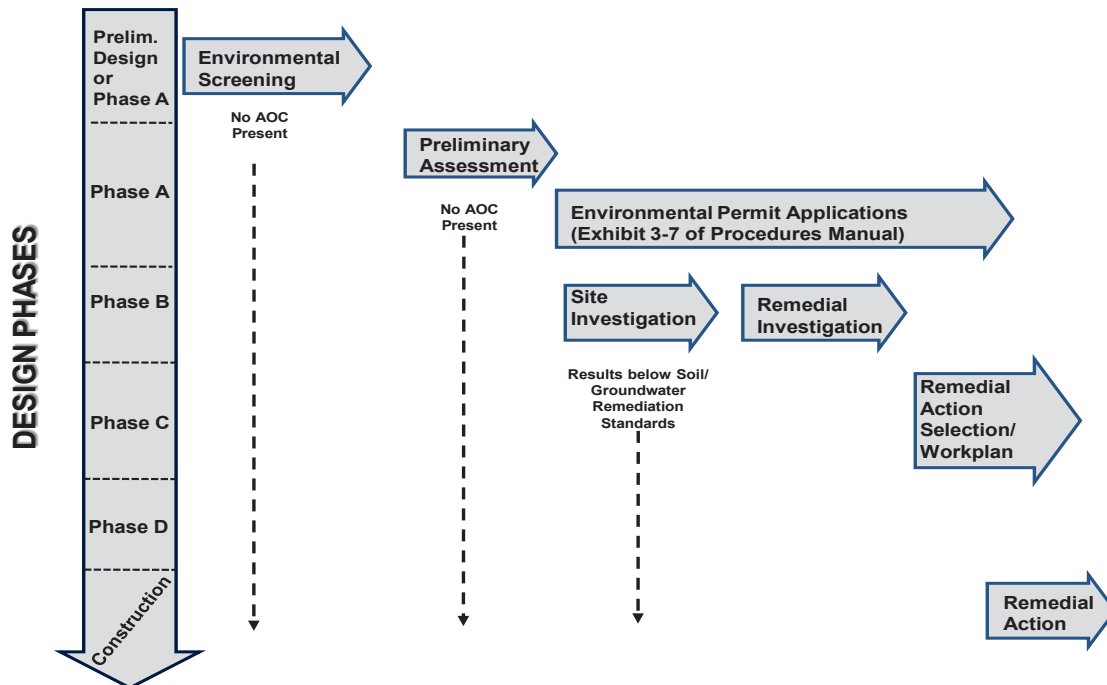 DESIGN PHASES
Prelim.
Design
or
Phase A
Environmental
Screening
No AOC
Present
Phase A
Preliminary
Assessment
No AOC
Present
Environmental Permit Applications
(Exhibit 3-7 of Procedures Manual)
Phase B
Site
Investigation
Remedial
Investigation
Results below Soil/
Groundwater
Remediation
Standards
Phase C
Remedial
Action
Selection/
Workplan
Phase D
Construction
Remedial
Action